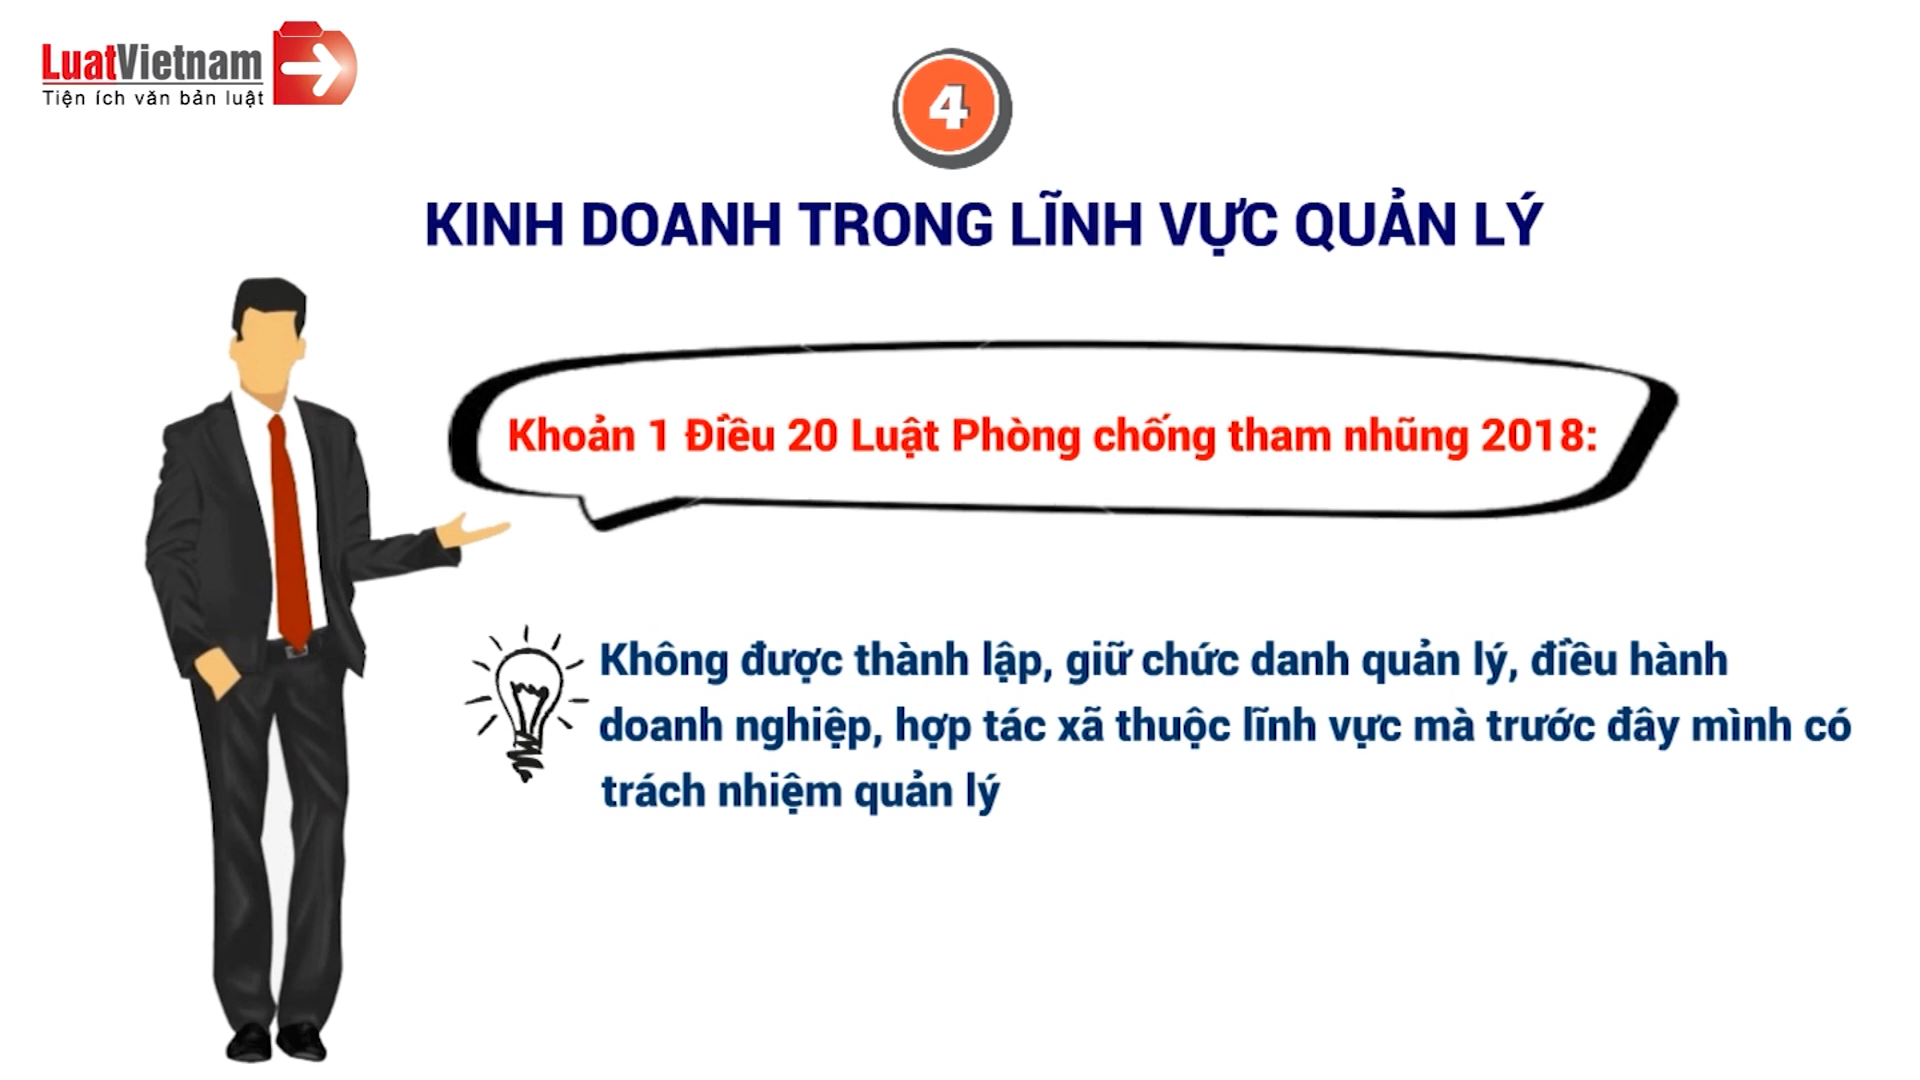 LuatVietnam
Tiện ích văn bản luật
4
KINH DOANH TRONG LĨNH VỰC QUẢN LÝ
Khoản 1 Điều 20 Luật Phòng chống tham nhũng 2018:
Không được thành lập, giữ chức danh quản lý, điều hành
doanh nghiệp, hợp tác xã thuộc lĩnh vực mà trước đây mình có
trách nhiệm quản lý